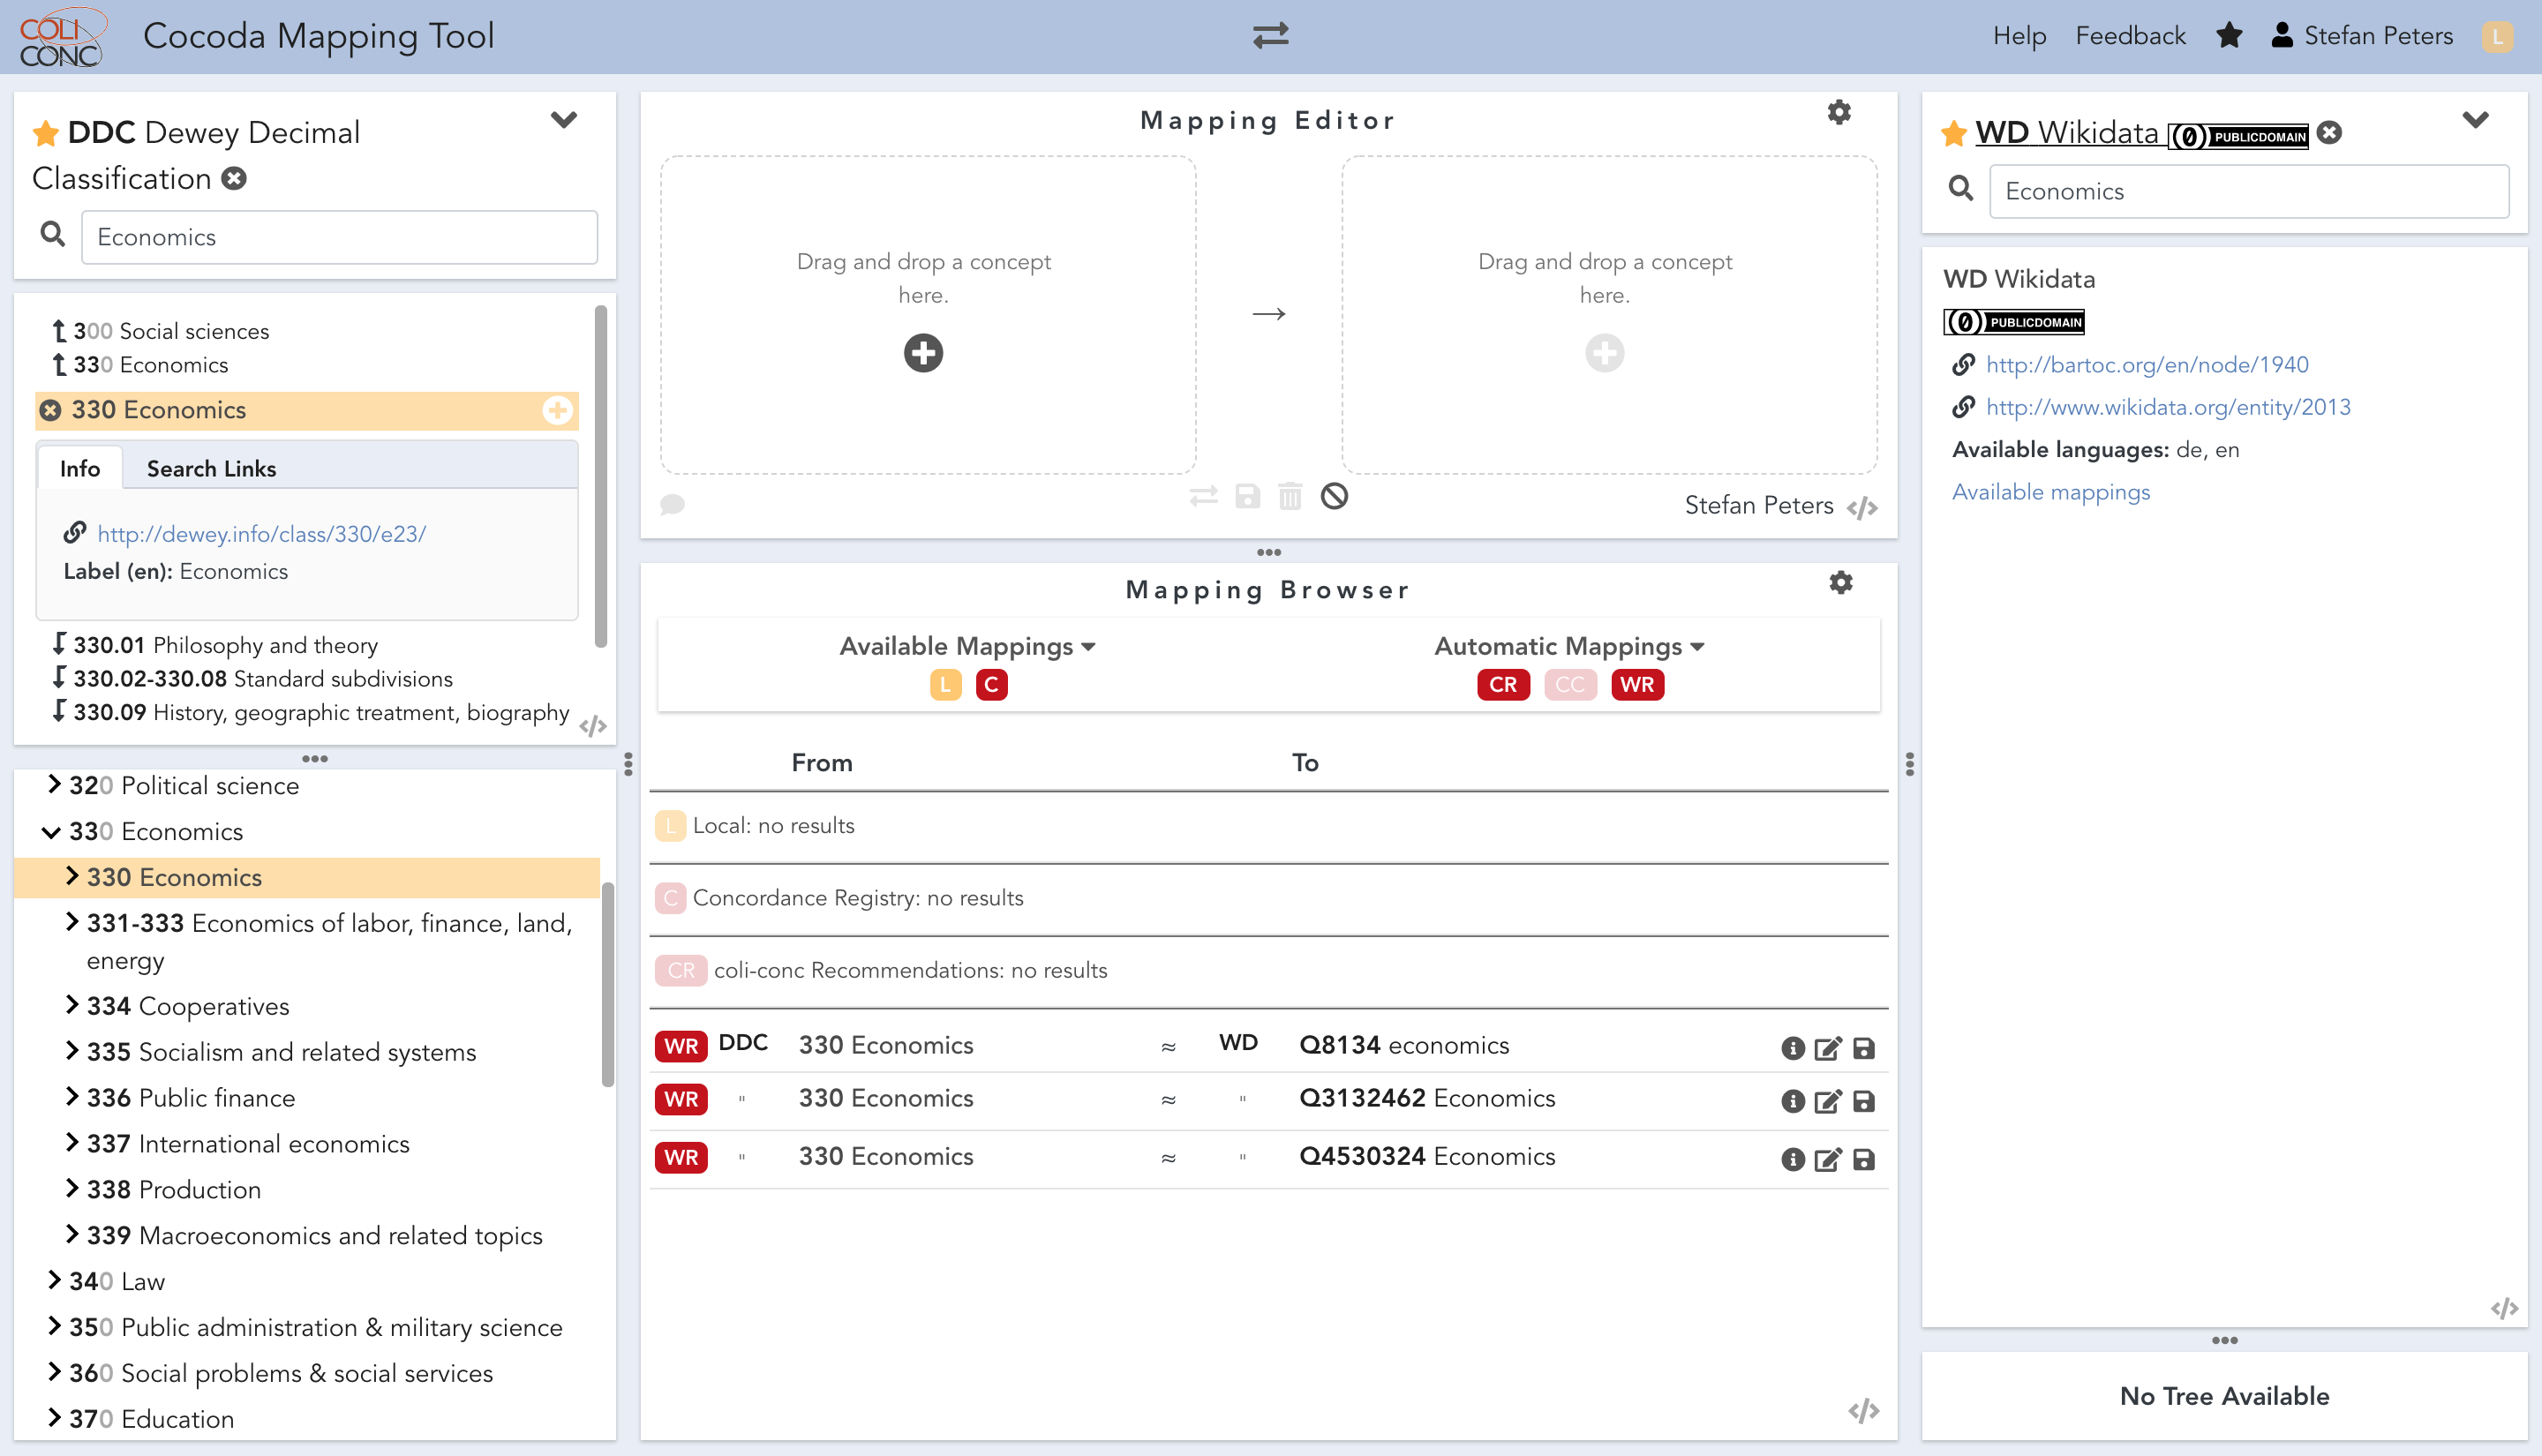 COLI
CONC
Cocoda Mapping Tool
Help
Feedback
Stefan Peters
L
DDC Dewey Decimal
Classification
Economics
300 Social sciences
330 Economics
330 Economics
Info
Search Links
http://dewey.info/class/330/e23/
Label (en): Economics
330.01 Philosophy and theory
330.02-330.08 Standard subdivisions
330.09 History, geographic treatment, biography
</>
320 Political science
330 Economics
330 Economics
331-333 Economics of labor, finance, land,
energy
334 Cooperatives
335 Socialism and related systems
336 Public finance
337 International economics
338 Production
339 Macroeconomics and related topics
340 Law
350 Public administration & military science
360 Social problems & social services
370 Education
Mapping Editor
Drag and drop a concept
here.
→
Drag and drop a concept
here.
Stefan Peters </>
Mapping Browser
Available Mappings
L C
Automatic Mappings
CR CC WR
From To
L Local: no results
C Concordance Registry: no results
CR coli-conc Recommendations: no results
WR DDC 330 Economics ≈ WD Q8134 economics
WR " 330 Economics ≈ " Q3132462 Economics
WR " 330 Economics ≈ " Q4530324 Economics
</>
WD Wikidata PUBLICDOMAIN
Economics
WD Wikidata
PUBLICDOMAIN
http://bartoc.org/en/node/1940
http://www.wikidata.org/entity/2013
Available languages: de, en
Available mappings
</>
No Tree Available